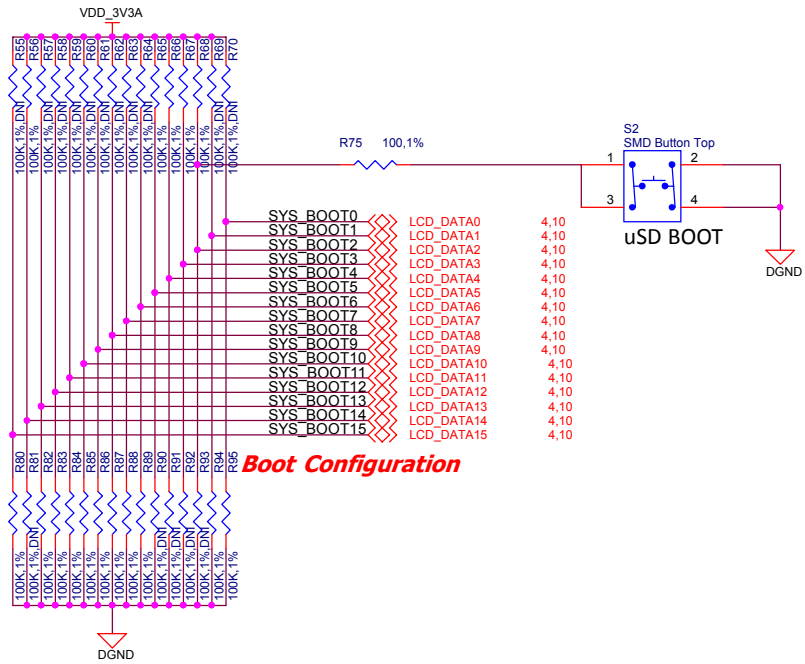 VDD_3V3A
R55
R56
R57
R58
R59
R60
R61
R62
R63
R64
R65
R66
R67
R68
R69
R70
100K,1%,DNI
100K,1%
100K,1%,DNI
100K,1%,DNI
100K,1%,DNI
100K,1%,DNI
100K,1%,DNI
100K,1%,DNI
100K,1%,DNI
100K,1%,DNI
100K,1%
100K,1%
100K,1%
100K,1%
100K,1%,DNI
100K,1%,DNI
R75 100,1%
S2
SMD Button Top
1 2
3 4
uSD BOOT
DGND
SYS_BOOT0 LCD_DATA0 4,10
SYS_BOOT1 LCD_DATA1 4,10
SYS_BOOT2 LCD_DATA2 4,10
SYS_BOOT3 LCD_DATA3 4,10
SYS_BOOT4 LCD_DATA4 4,10
SYS_BOOT5 LCD_DATA5 4,10
SYS_BOOT6 LCD_DATA6 4,10
SYS_BOOT7 LCD_DATA7 4,10
SYS_BOOT8 LCD_DATA8 4,10
SYS_BOOT9 LCD_DATA9 4,10
SYS_BOOT10 LCD_DATA10 4,10
SYS_BOOT11 LCD_DATA11 4,10
SYS_BOOT12 LCD_DATA12 4,10
SYS_BOOT13 LCD_DATA13 4,10
SYS_BOOT14 LCD_DATA14 4,10
SYS_BOOT15 LCD_DATA15 4,10
Boot Configuration
R80
R81
R82
R83
R84
R85
R86
R87
R88
R89
R90
R91
R92
R93
R94
R95
100K,1%
100K,1%,DNI
100K,1%
100K,1%
100K,1%
100K,1%
100K,1%
100K,1%
100K,1%
100K,1%
100K,1%,DNI
100K,1%,DNI
100K,1%,DNI
100K,1%,DNI
100K,1%
100K,1%
DGND